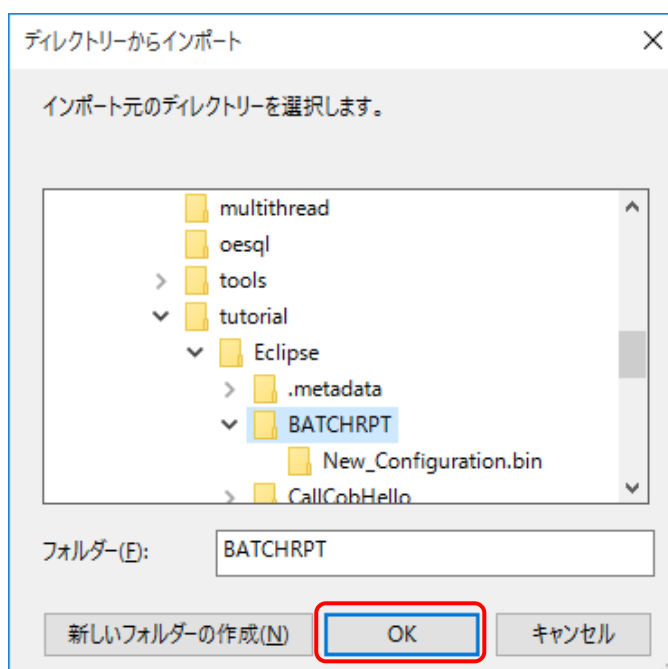 ディレクトリーからインポート
インポート元のディレクトリーを選択します。
multithread
oesql
tools
tutorial
Eclipse
.metadata
BATCHRPT
New_Configuration.bin
CallCobHello
フォルダー(F): BATCHRPT
新しいフォルダーの作成(N) OK キャンセル